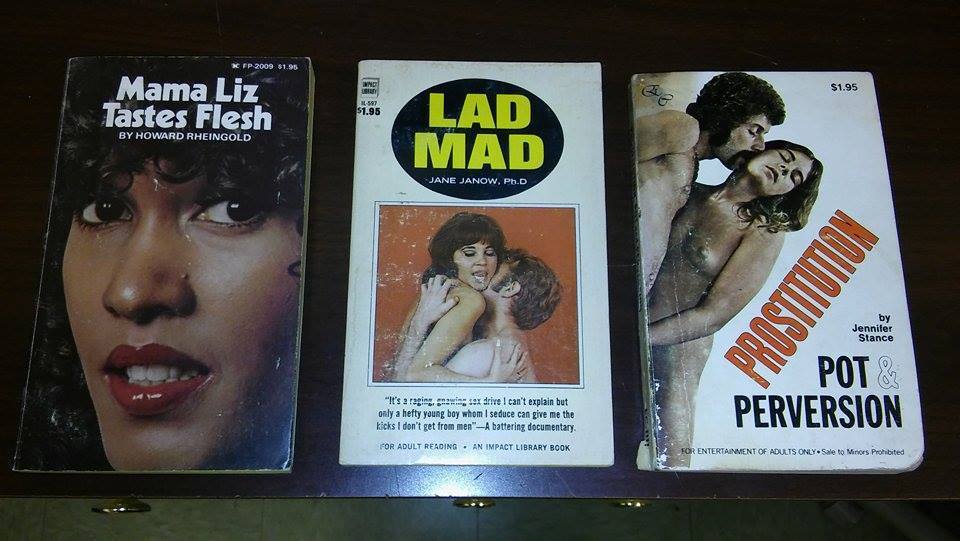 FP-2009 $1.95
Mama Liz
Tastes Flesh
BY HOWARD RHEINGOLD
IMPACT
LIBRARY
IL-597
$1.95
LAD
MAD
JANE JANOW, Ph.D
"It's a raging, gnawing sex drive I can't explain but
only a hefty young boy whom I seduce can give me the
kicks I don't get from men"—A battering documentary.
FOR ADULT READING • AN IMPACT LIBRARY BOOK
$1.95
PROSTITUTION
by
Jennifer
Stance
POT &
PERVERSION
FOR ENTERTAINMENT OF ADULTS ONLY • Sale to Minors Prohibited